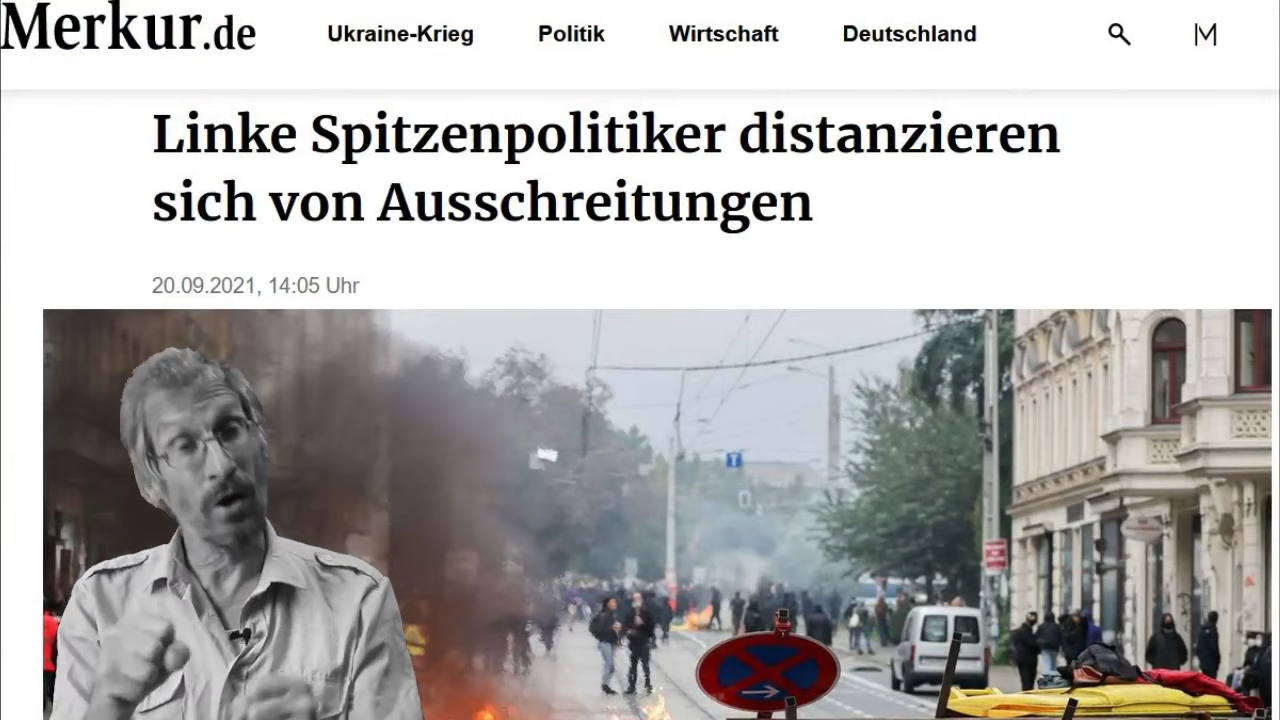 Merkur.de
Ukraine-Krieg Politik Wirtschaft Deutschland
Linke Spitzenpolitiker distanzieren
sich von Ausschreitungen
20.09.2021, 14:05 Uhr